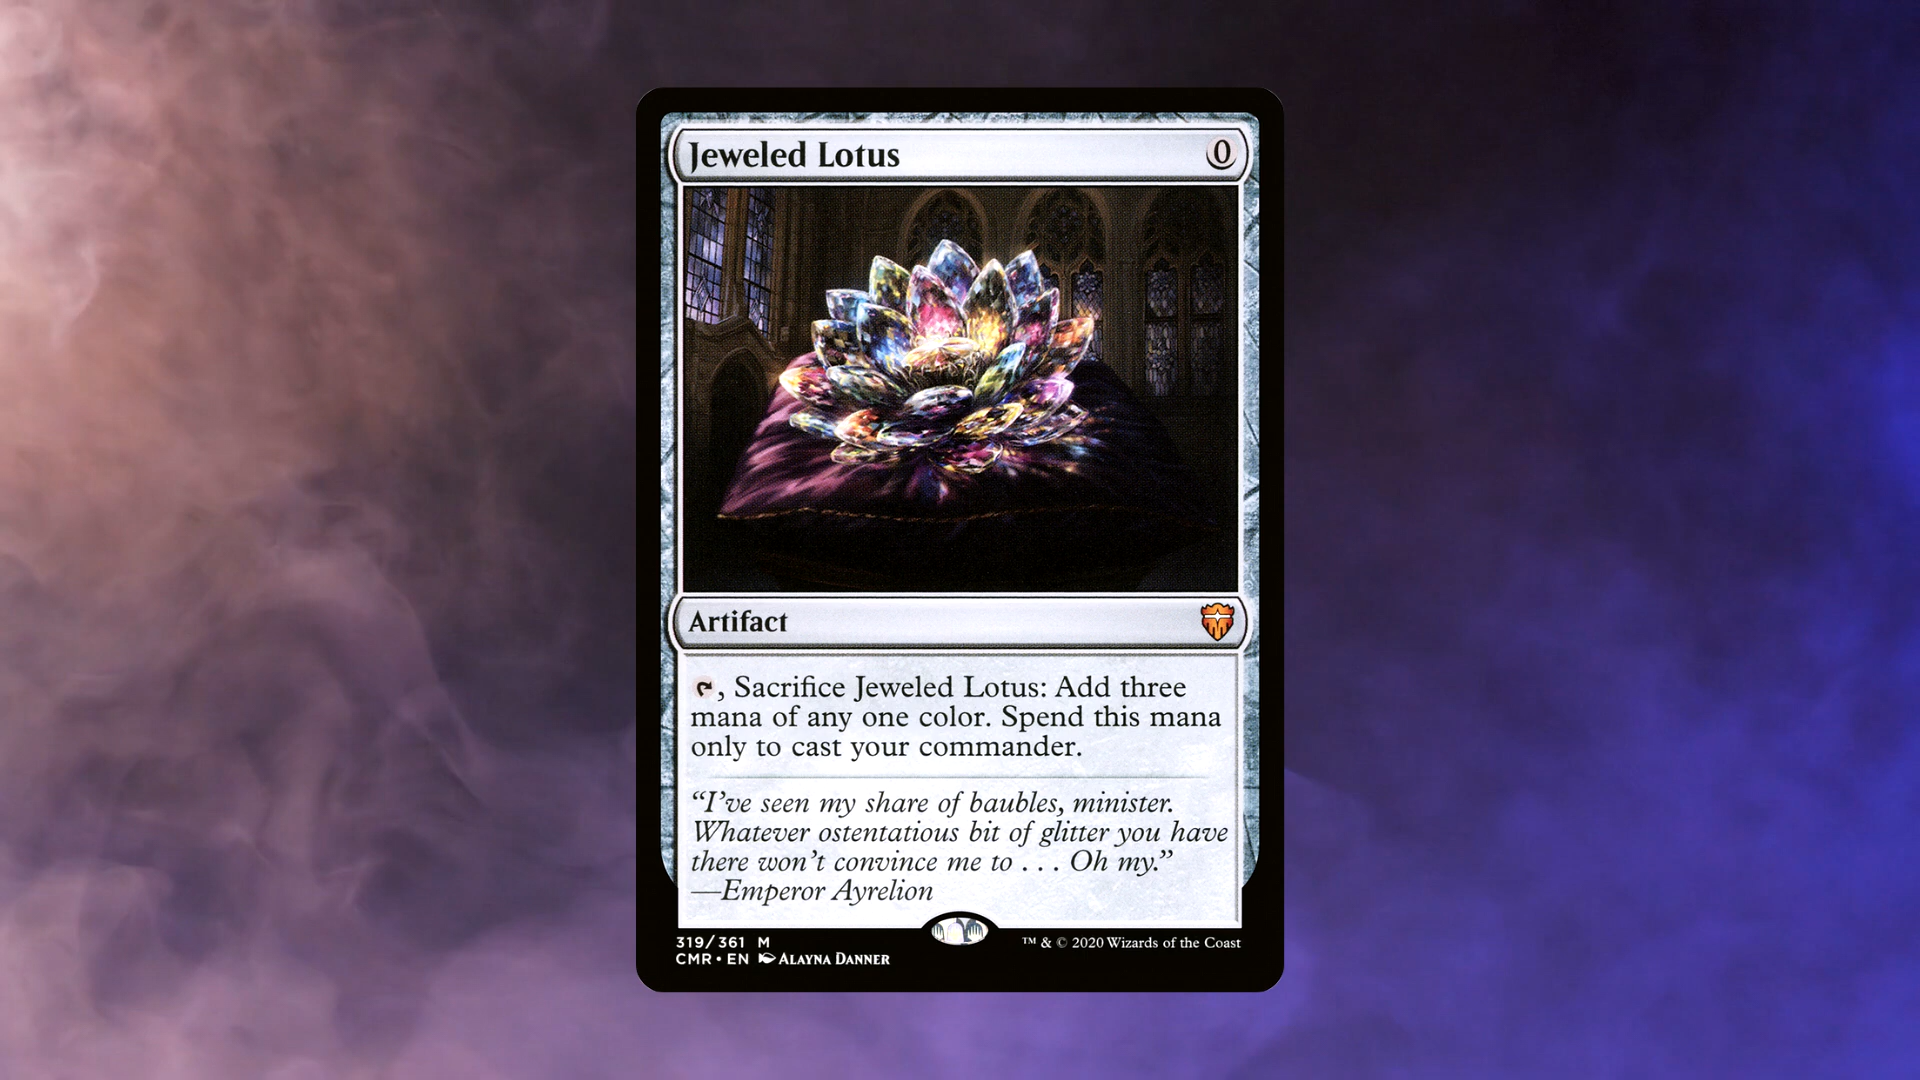 Jeweled Lotus 0
Artifact
, Sacrifice Jeweled Lotus: Add three
mana of any one color. Spend this mana
only to cast your commander.
“I’ve seen my share of baubles, minister.
Whatever ostentatious bit of glitter you have
there won’t convince me to . . . Oh my.”
—Emperor Ayrelion
319/361 M
CMR • EN ALAYNA DANNER
™ & © 2020 Wizards of the Coast